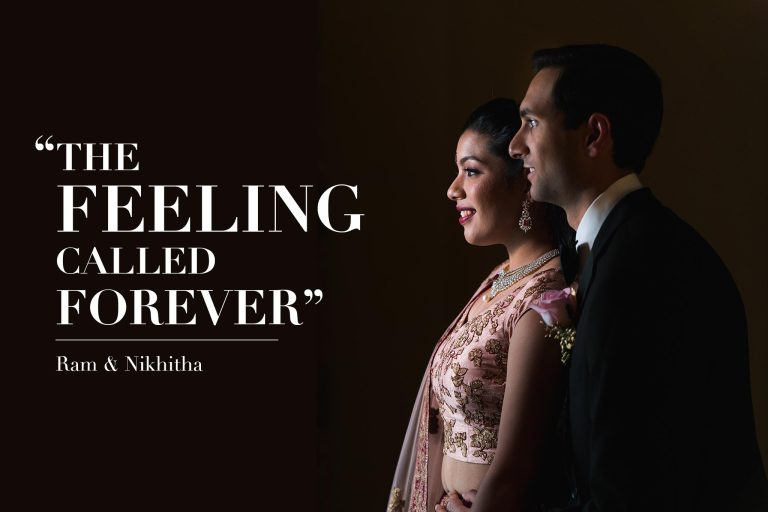 “THE
FEELING
CALLED
FOREVER”
Ram & Nikhitha